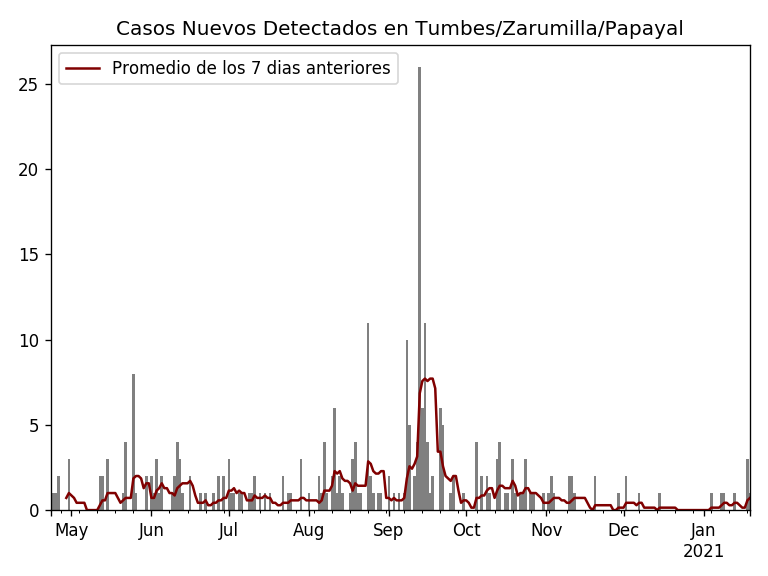 Casos Nuevos Detectados en Tumbes/Zarumilla/Papayal
Promedio de los 7 dias anteriores
25
20
15
10
5
0
May Jun Jul Aug Sep Oct Nov Dec Jan
2021